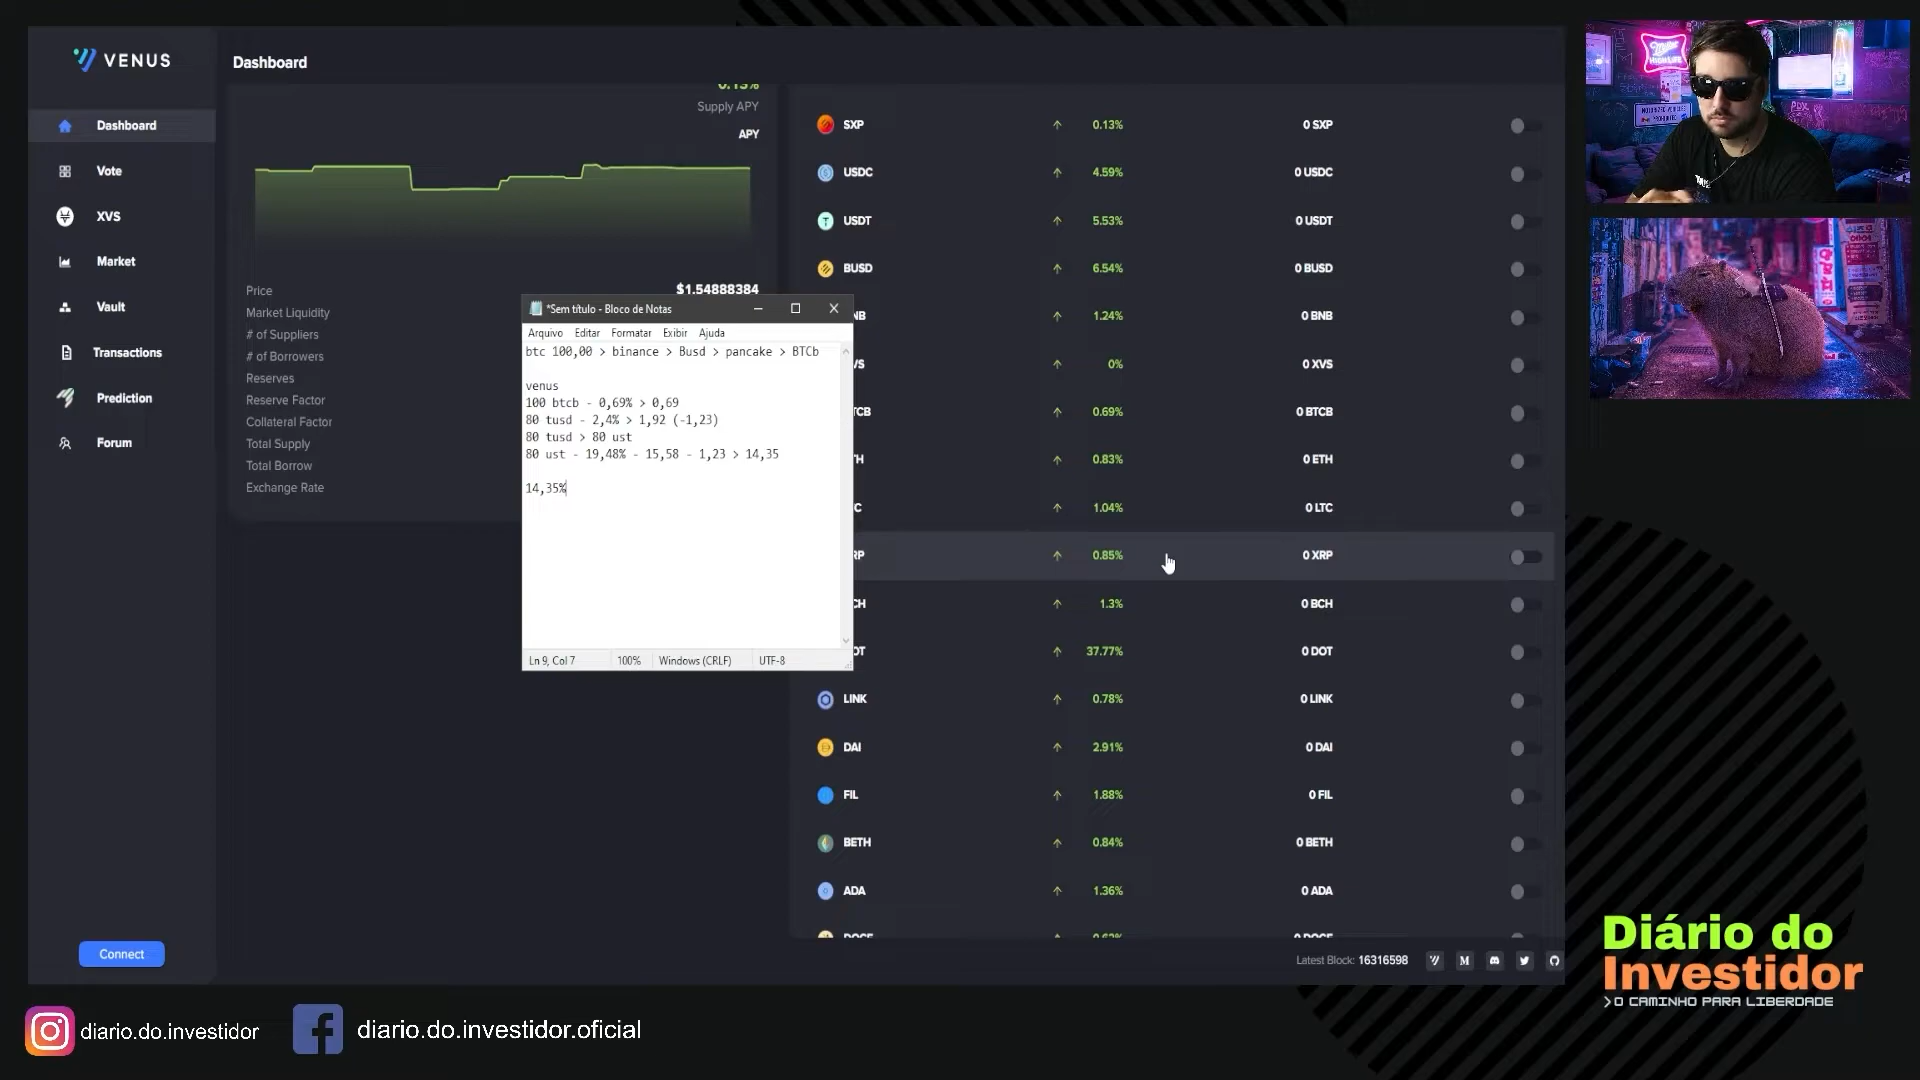 VENUS
Dashboard
Dashboard
Vote
XVS
Market
Vault
Transactions
Prediction
Forum
Connect
Supply APY
APY
Price
$1.54888384
Market Liquidity
# of Suppliers
# of Borrowers
Reserves
Reserve Factor
Collateral Factor
Total Supply
Total Borrow
Exchange Rate
*Sem título - Bloco de Notas
Arquivo Editar Formatar Exibir Ajuda
btc 100,00 > binance > Busd > pancake > BTCb
venus
100 btcb - 0,69% > 0,69
80 tusd - 2,4% > 1,92 (-1,23)
80 tusd > 80 ust
80 ust - 19,48% - 15,58 - 1,23 > 14,35
14,35%
Ln 9, Col 7 100% Windows (CRLF) UTF-8
SXP 0.13% 0 SXP
USDC 4.59% 0 USDC
USDT 5.53% 0 USDT
BUSD 6.54% 0 BUSD
NB 1.24% 0 BNB
VS 0% 0 XVS
TCB 0.69% 0 BTCB
TH 0.83% 0 ETH
TC 1.04% 0 LTC
RP 0.85% 0 XRP
CH 1.3% 0 BCH
OT 37.77% 0 DOT
LINK 0.78% 0 LINK
DAI 2.91% 0 DAI
FIL 1.88% 0 FIL
BETH 0.84% 0 BETH
ADA 1.36% 0 ADA
Latest Block: 16316598
Diário do
Investidor
>O CAMINHO PARA LIBERDADE
diario.do.investidor
diario.do.investidor.oficial